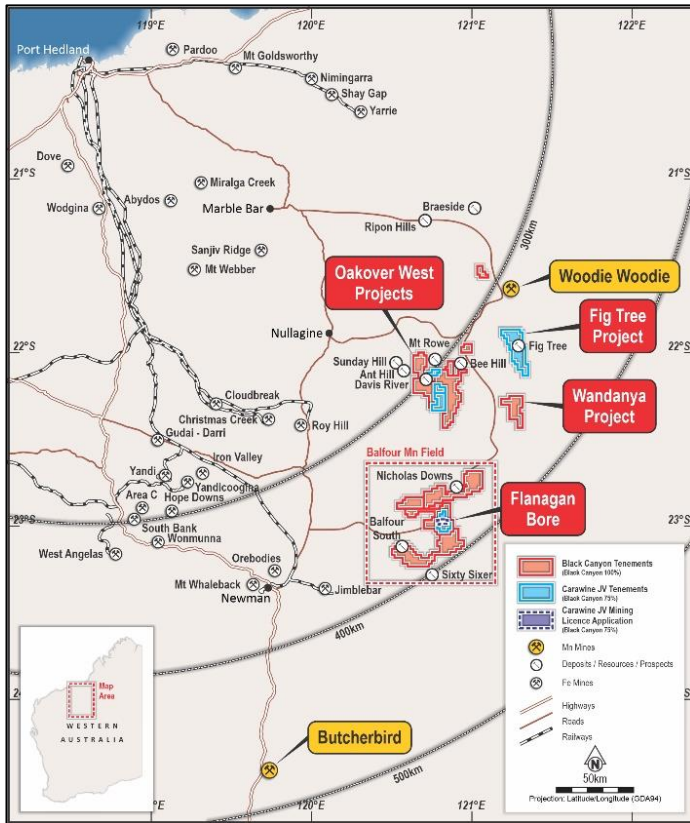 119°E
120°E
121°E
122°E
Port Hedland
Pardoo
Mt Goldsworthy
Nimingarra
Shay Gap
Yarrie
Dove
21°S
21°S
Wodgina
Abydos
Miralga Creek
Marble Bar
Braeside
Ripon Hills
300km
Sanjiv Ridge
Mt Webber
Oakover West
Projects
Woodie Woodie
Fig Tree
Project
Nullagine
Mt Rowe
22°S
22°S
Sunday Hill
Ant Hill
Davis River
Bee Hill
Fig Tree
Cloudbreak
Christmas Creek
Roy Hill
Wandanya
Project
Gudai - Darri
Iron Valley
Balfour Mn Field
Yandi
Yandicoogina
Nicholas Downs
Area C
Hope Downs
Flanagan
Bore
23°S
23°S
South Bank
Balfour
South
West Angelas
Wonmunna
Orebodies
Sixty Sixer
Mt Whaleback
Newman
Jimblebar
400km
24°S
Butcherbird
500km
120°E
121°E
Map
Area
WESTERN
AUSTRALIA
Black Canyon Tenements
(Black Canyon 100%)
Carawine JV Tenements
(Black Canyon 75%)
Carawine JV Mining
Licence Application
(Black Canyon 75%)
Mn Mines
Deposits / Resources / Prospects
Fe Mines
Highways
Roads
Railways
N
50km
Projection: Latitude/Longitude (GDA94)